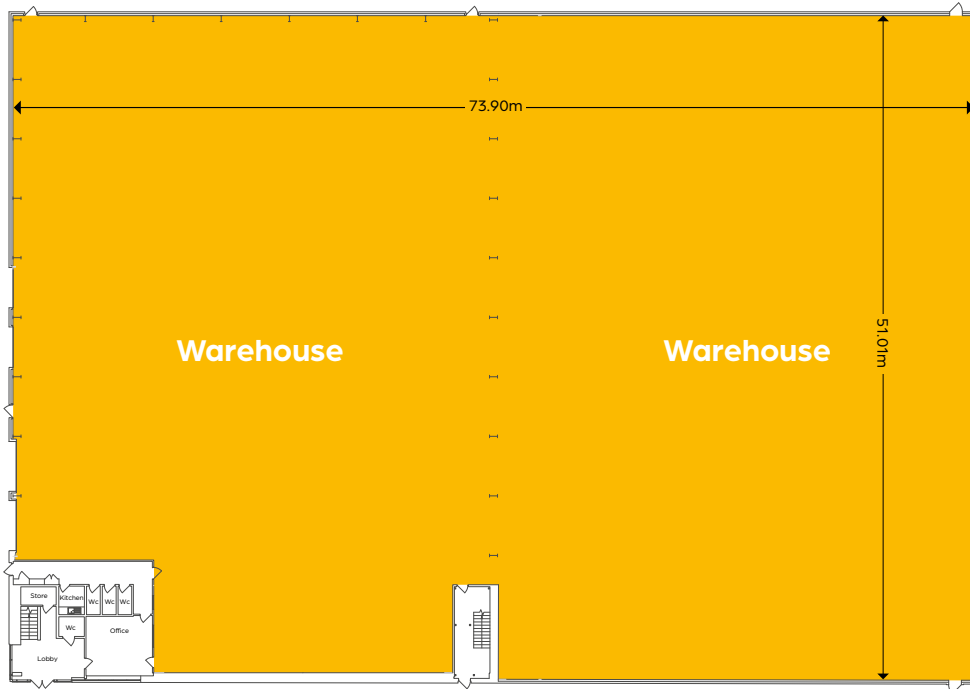 73.90m
51.01m
Warehouse
Warehouse
Store
Kitchen
Wc
Wc
Wc
Wc
Office
Lobby